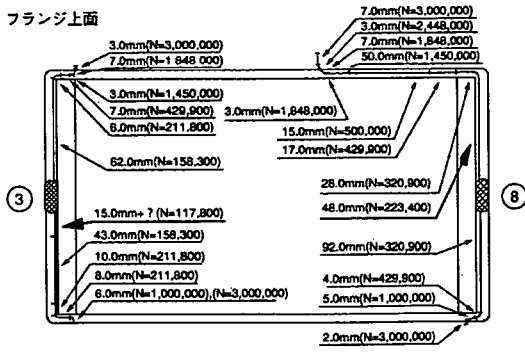 フランジ上面
3.0mm(N=3,000,000)
7.0mm(N=1 848 000)
3.0mm(N=1,450,000)
7.0mm(N=429,900)
6.0mm(N=211,800)
62.0mm(N=158,300)
15.0mm+ ? (N=117,800)
43.0mm(N=158,300)
10.0mm(N=211,800)
8.0mm(N=211,800)
6.0mm(N=1,000,000),(N=3,000,000)
3
7.0mm(N=3,000,000)
3.0mm(N=2,448,000)
7.0mm(N=1,848,000)
50.0mm(N=1,450,000)
3.0mm(N=1,848,000)
15.0mm(N=500,000)
17.0mm(N=429,900)
28.0mm(N=320,900)
48.0mm(N=223,400)
92.0mm(N=320,900)
4.0mm(N=429,900)
5.0mm(N=1,000,000)
2.0mm(N=3,000,000)
8